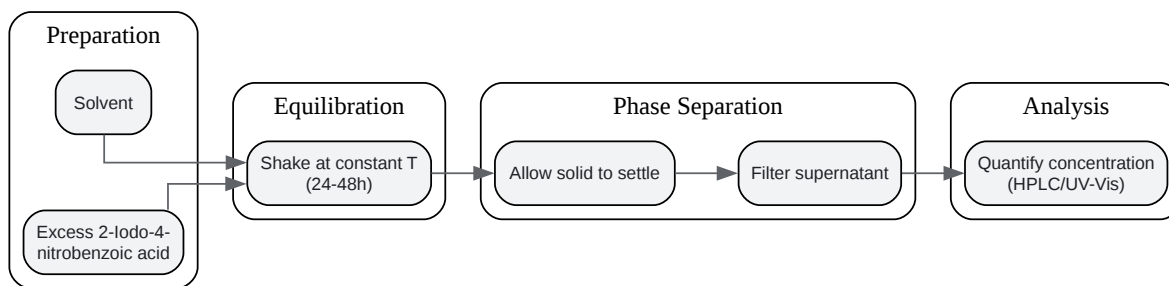 Preparation
Solvent
Excess 2-Iodo-4-
nitrobenzoic acid
Equilibration
Shake at constant T
(24-48h)
Phase Separation
Allow solid to settle
Filter supernatant
Analysis
Quantify concentration
(HPLC/UV-Vis)